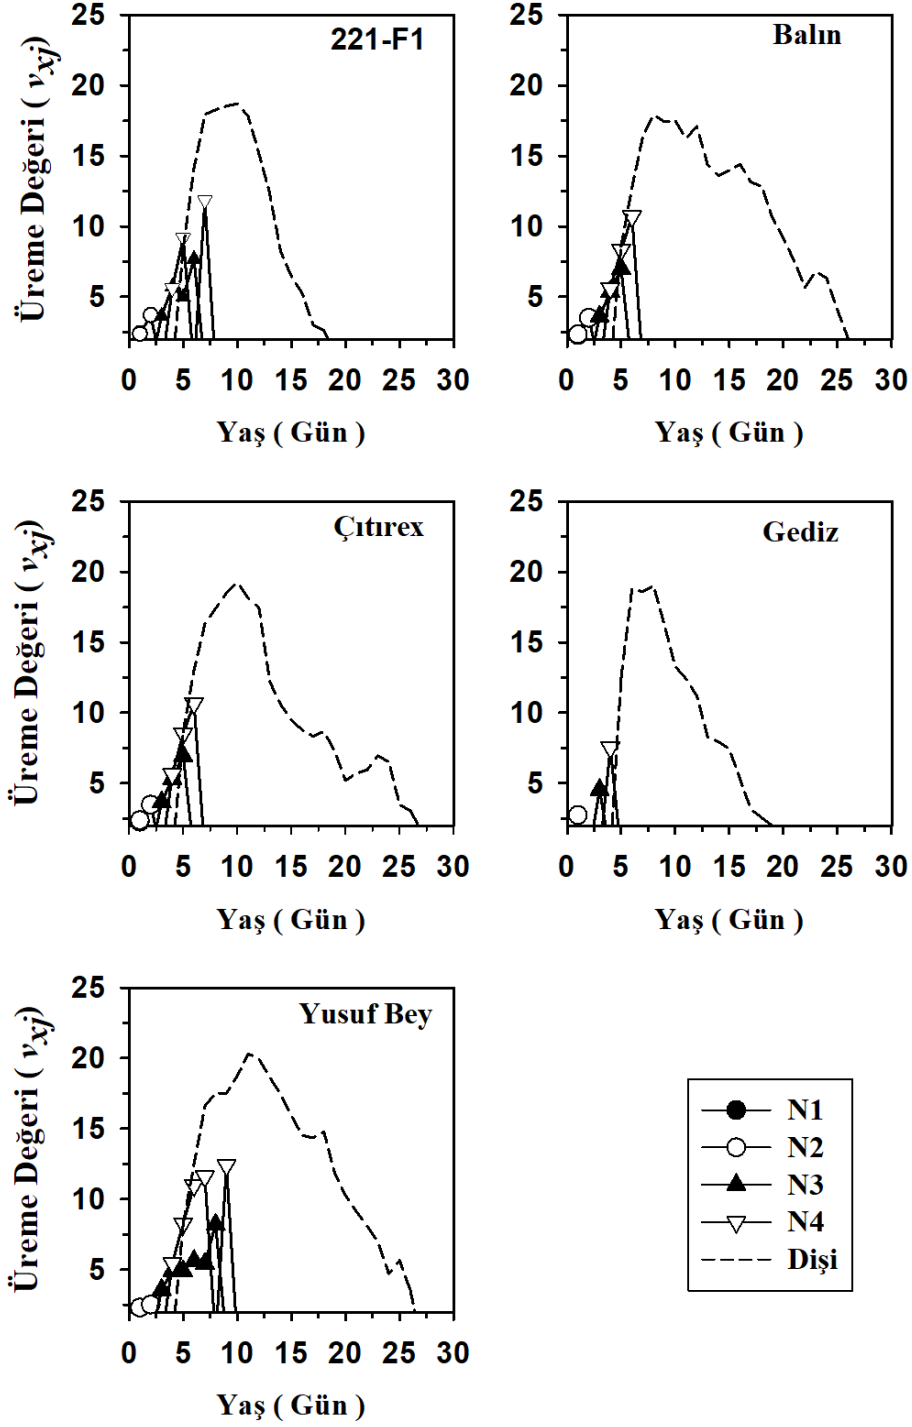 221-F1
Üreme Değeri ( vxj)
25
20
15
10
5
0 5 10 15 20 25 30
Yaş ( Gün )
Balın
25
20
15
10
5
0 5 10 15 20 25 30
Yaş ( Gün )
Çıtırex
Üreme Değeri ( vxj)
25
20
15
10
5
0 5 10 15 20 25 30
Yaş ( Gün )
Gediz
25
20
15
10
5
0 5 10 15 20 25 30
Yaş ( Gün )
Yusuf Bey
Üreme Değeri ( vxj)
25
20
15
10
5
0 5 10 15 20 25 30
Yaş ( Gün )
N1
N2
N3
N4
Dişi